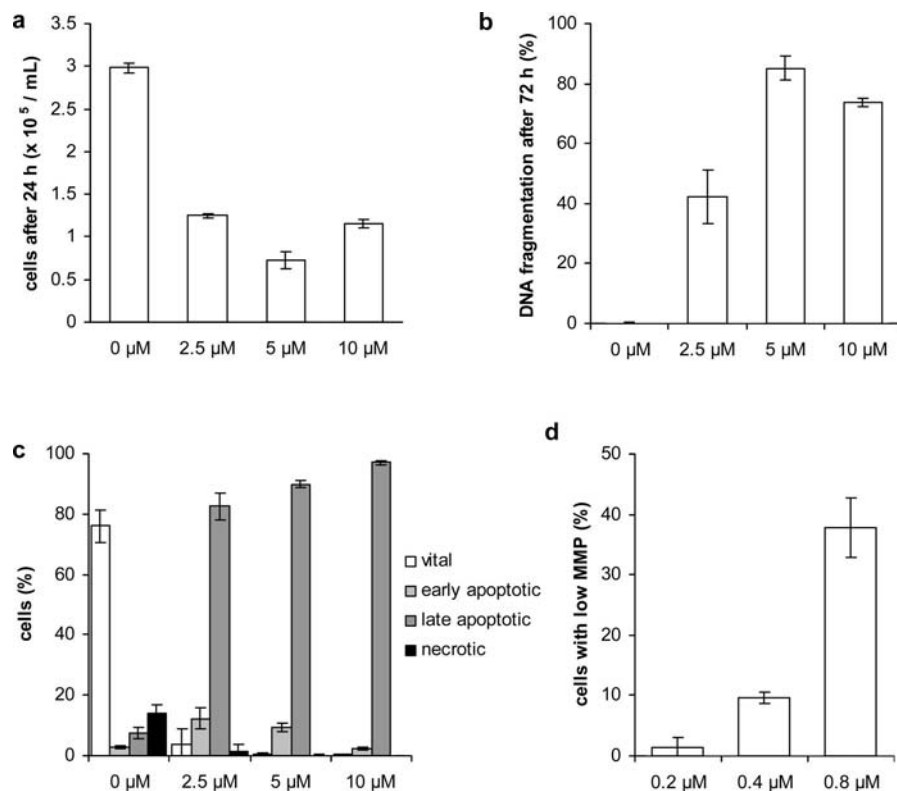 a
cells after 24 h (x 10 5 / mL)
3.5
3
2.5
2
1.5
1
0.5
0
0 µM 2.5 µM 5 µM 10 µM
b
DNA fragmentation after 72 h (%)
100
80
60
40
20
0
0 µM 2.5 µM 5 µM 10 µM
c
cells (%)
100
80
60
40
20
0
0 µM 2.5 µM 5 µM 10 µM
vital
early apoptotic
late apoptotic
necrotic
d
cells with low MMP (%)
50
40
30
20
10
0
0.2 µM 0.4 µM 0.8 µM